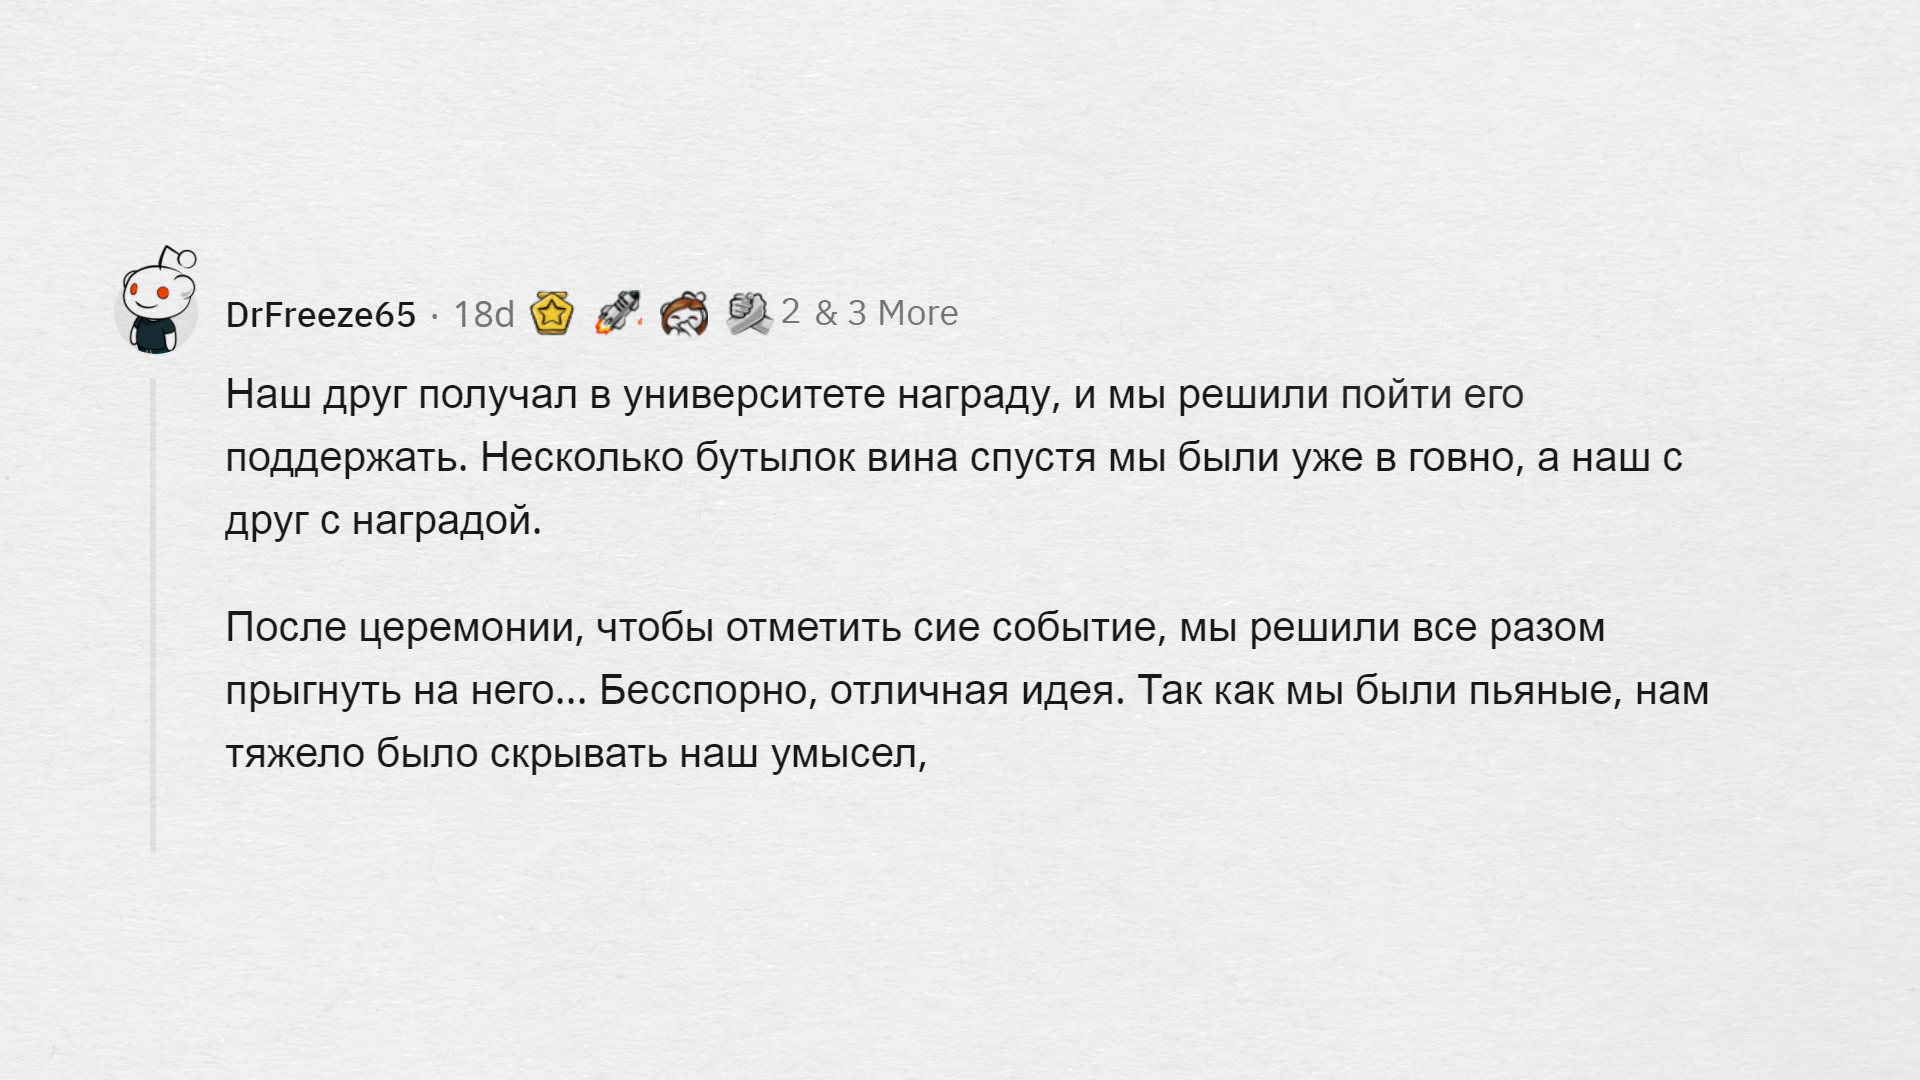 DrFreeze65 · 18d 2 & 3 More
Наш друг получал в университете награду, и мы решили пойти его
поддержать. Несколько бутылок вина спустя мы были уже в говно, а наш с
друг с наградой.
После церемонии, чтобы отметить сие событие, мы решили все разом
прыгнуть на него... Бесспорно, отличная идея. Так как мы были пьяные, нам
тяжело было скрывать наш умысел,